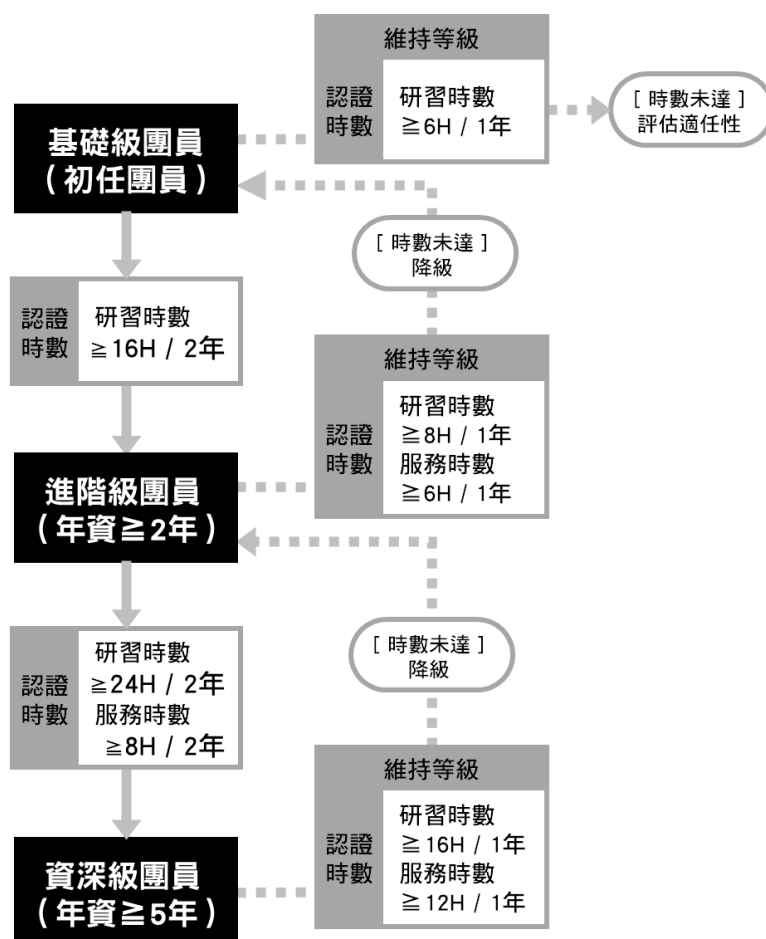 維持等級
認證
時數
研習時數
≧6H / 1年
[ 時數未達 ]
評估適任性
基礎級團員
(初任團員)
[ 時數未達 ]
降級
認證
時數
研習時數
≧16H / 2年
維持等級
認證
時數
研習時數
≧8H / 1年
服務時數
≧6H / 1年
進階級團員
(年資≧2年)
[ 時數未達 ]
降級
認證
時數
研習時數
≧24H / 2年
服務時數
≧8H / 2年
維持等級
認證
時數
研習時數
≧16H / 1年
服務時數
≧12H / 1年
資深級團員
(年資≧5年)